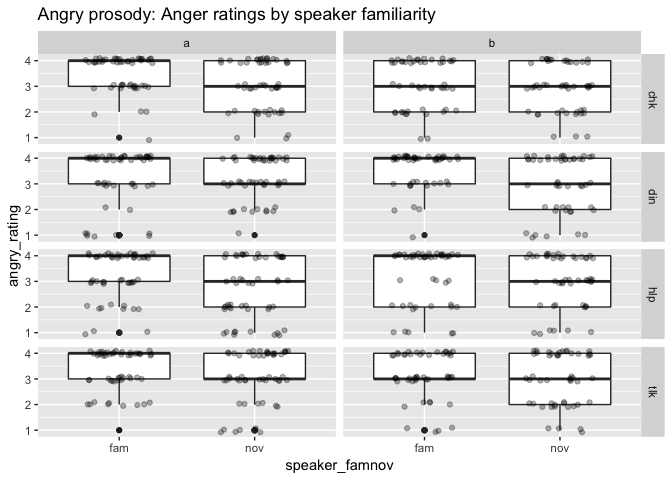 Angry prosody: Anger ratings by speaker familiarity
a
b
4
3
2
1
chk
4
3
2
1
din
4
3
2
1
hlp
4
3
2
1
tlk
angry_rating
fam
nov
fam
nov
speaker_famnov